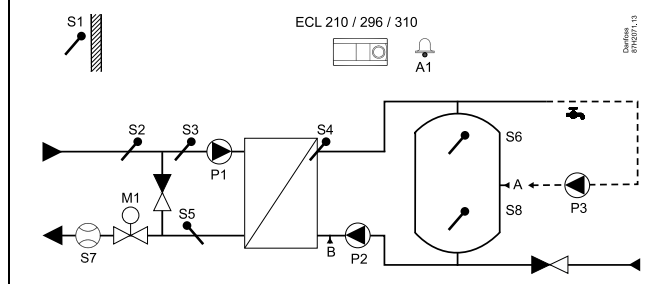 S1
ECL 210 / 296 / 310
A1
Danfoss
87H2071.13
S2
S3
S4
P1
S6
M1
A
S8
P3
S5
S7
B
P2